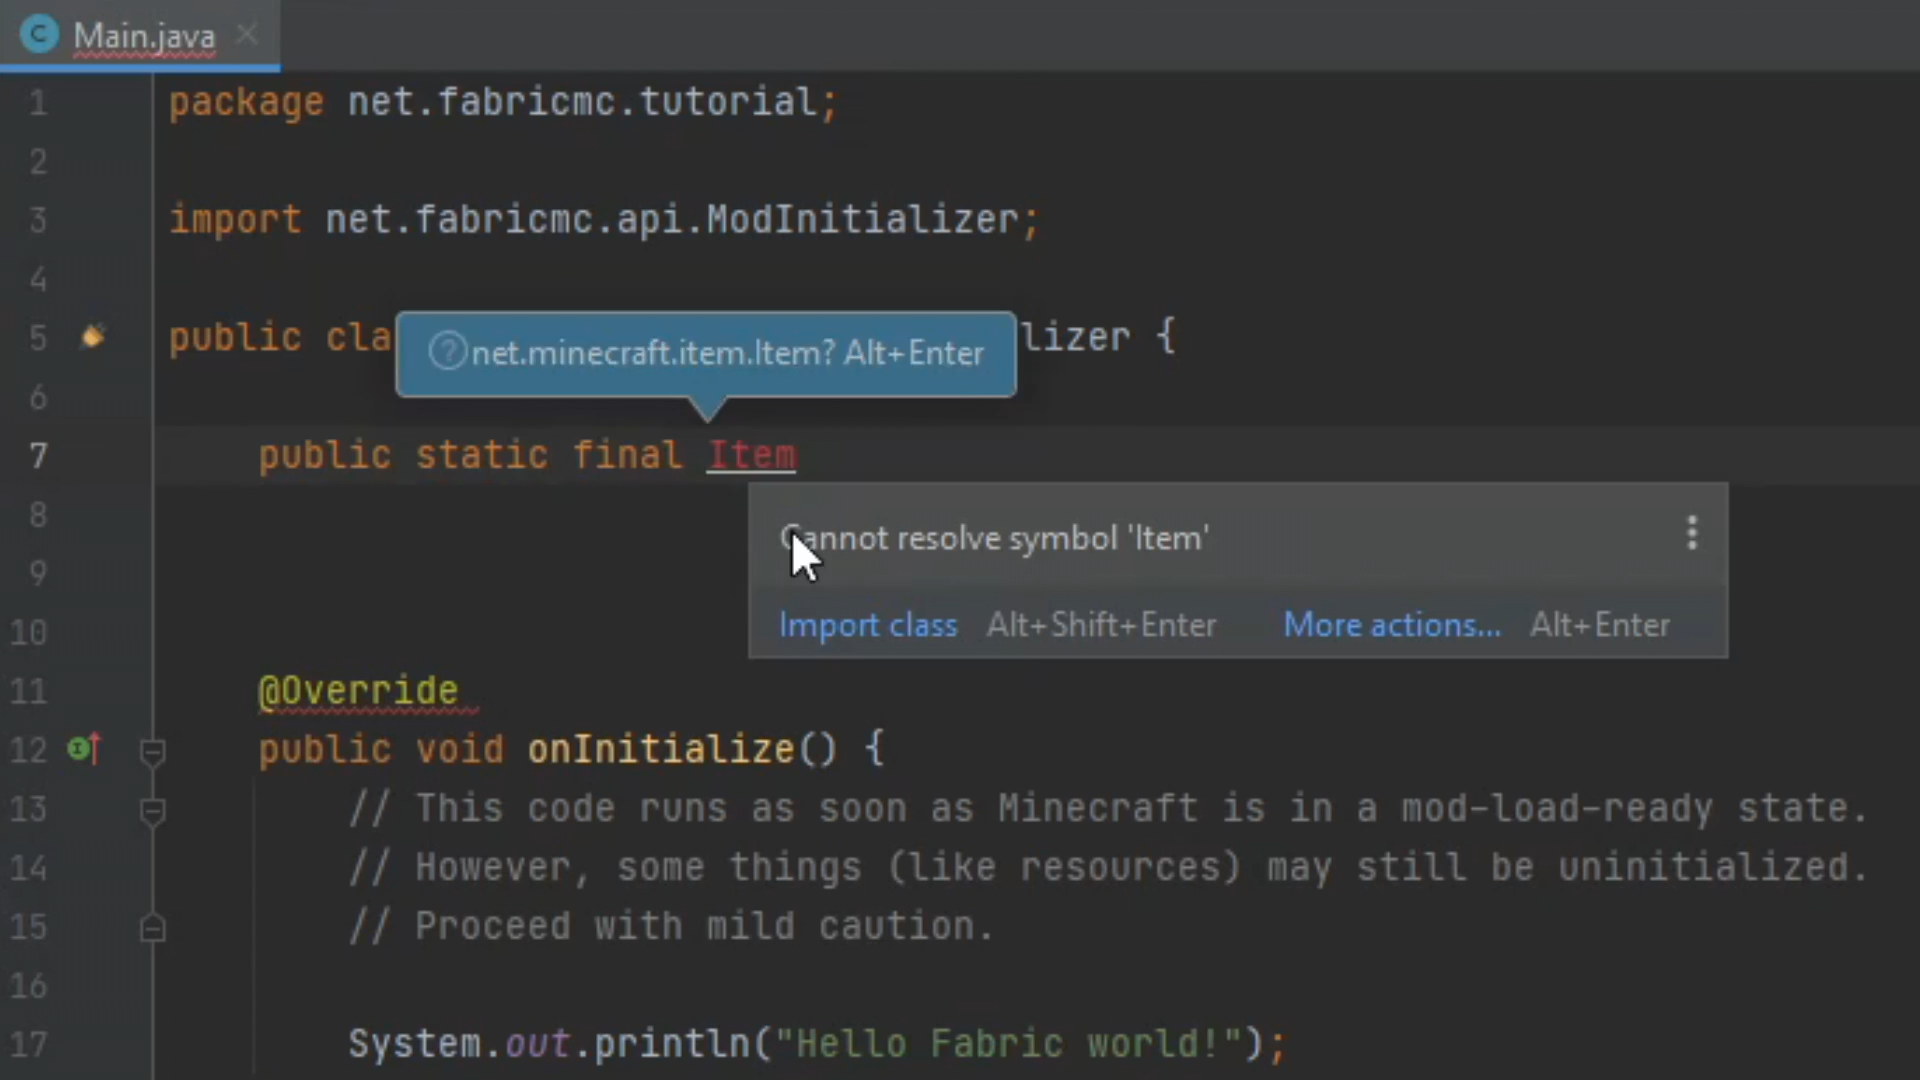 Main.java
1 package net.fabricmc.tutorial;
2
3 import net.fabricmc.api.ModInitializer;
4
5 public cla lizer {
net.minecraft.item.Item? Alt+Enter
6
7 public static final Item
8
Cannot resolve symbol 'Item'
9
10
Import class Alt+Shift+Enter More actions... Alt+Enter
11 @Override
12 public void onInitialize() {
13 // This code runs as soon as Minecraft is in a mod-load-ready state.
14 // However, some things (like resources) may still be uninitialized.
15 // Proceed with mild caution.
16
17 System.out.println("Hello Fabric world!");